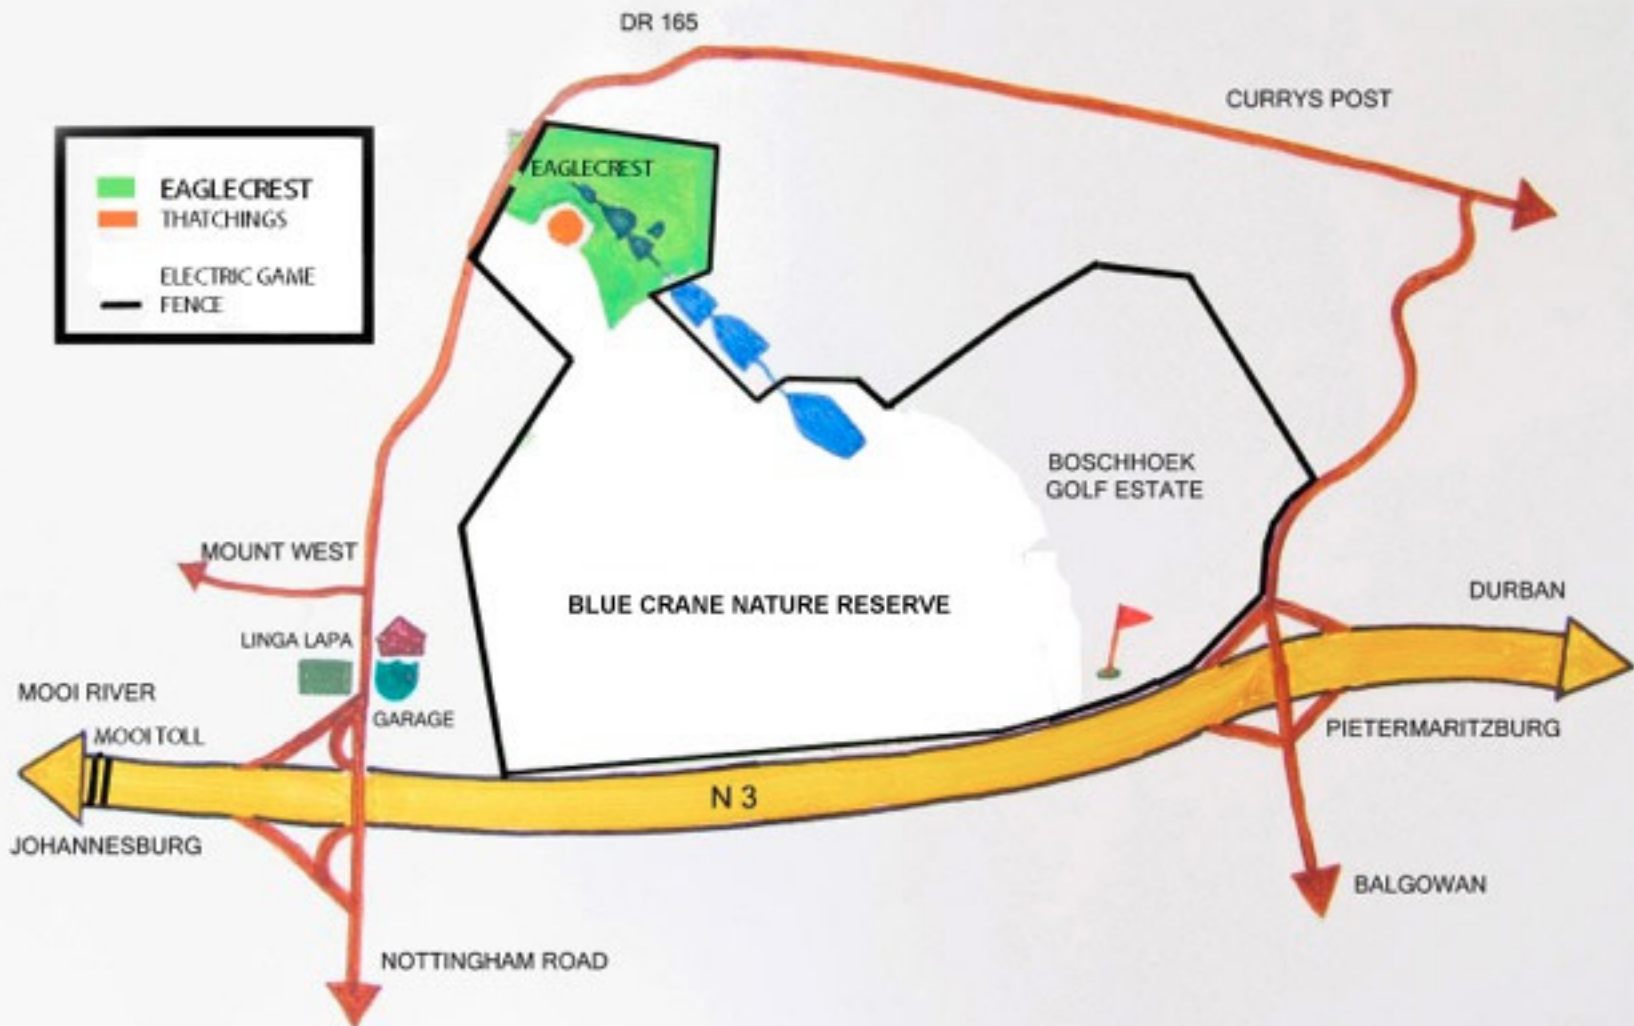 DR 165
CURRYS POST
EAGLECREST
EAGLECREST
THATCHINGS
ELECTRIC GAME
FENCE
BOSCHHOEK
GOLF ESTATE
MOUNT WEST
BLUE CRANE NATURE RESERVE
DURBAN
LINGA LAPA
MOOI RIVER
GARAGE
MOOI TOLL
PIETERMARITZBURG
N 3
JOHANNESBURG
BALGOWAN
NOTTINGHAM ROAD